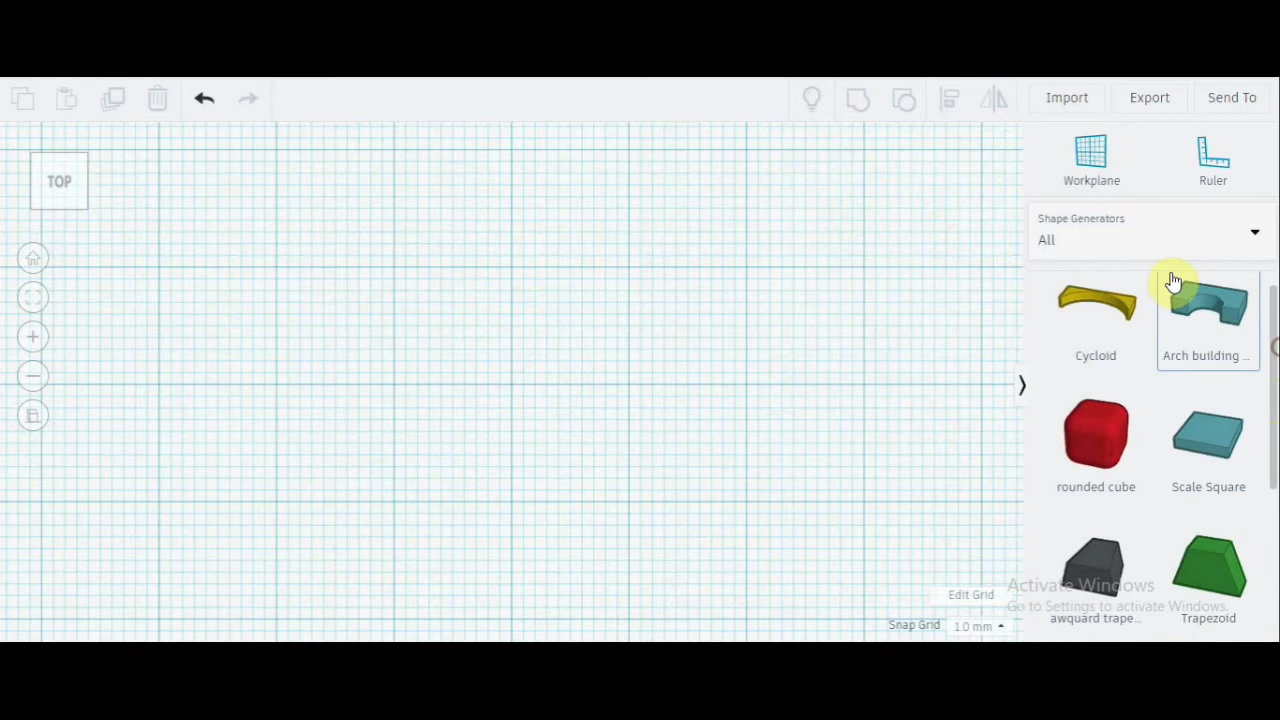 Import
Export
Send To
TOP
Workplane
Ruler
Shape Generators
All
Cycloid
Arch building ...
rounded cube
Scale Square
awquard trape...
Trapezoid
Activate Windows
Go to Settings to activate Windows.
Edit Grid
Snap Grid
1.0 mm